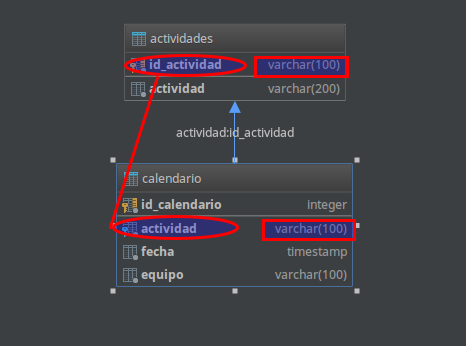 actividades
id_actividad varchar(100)
actividad varchar(200)
actividad:id_actividad
calendario
id_calendario integer
actividad varchar(100)
fecha timestamp
equipo varchar(100)